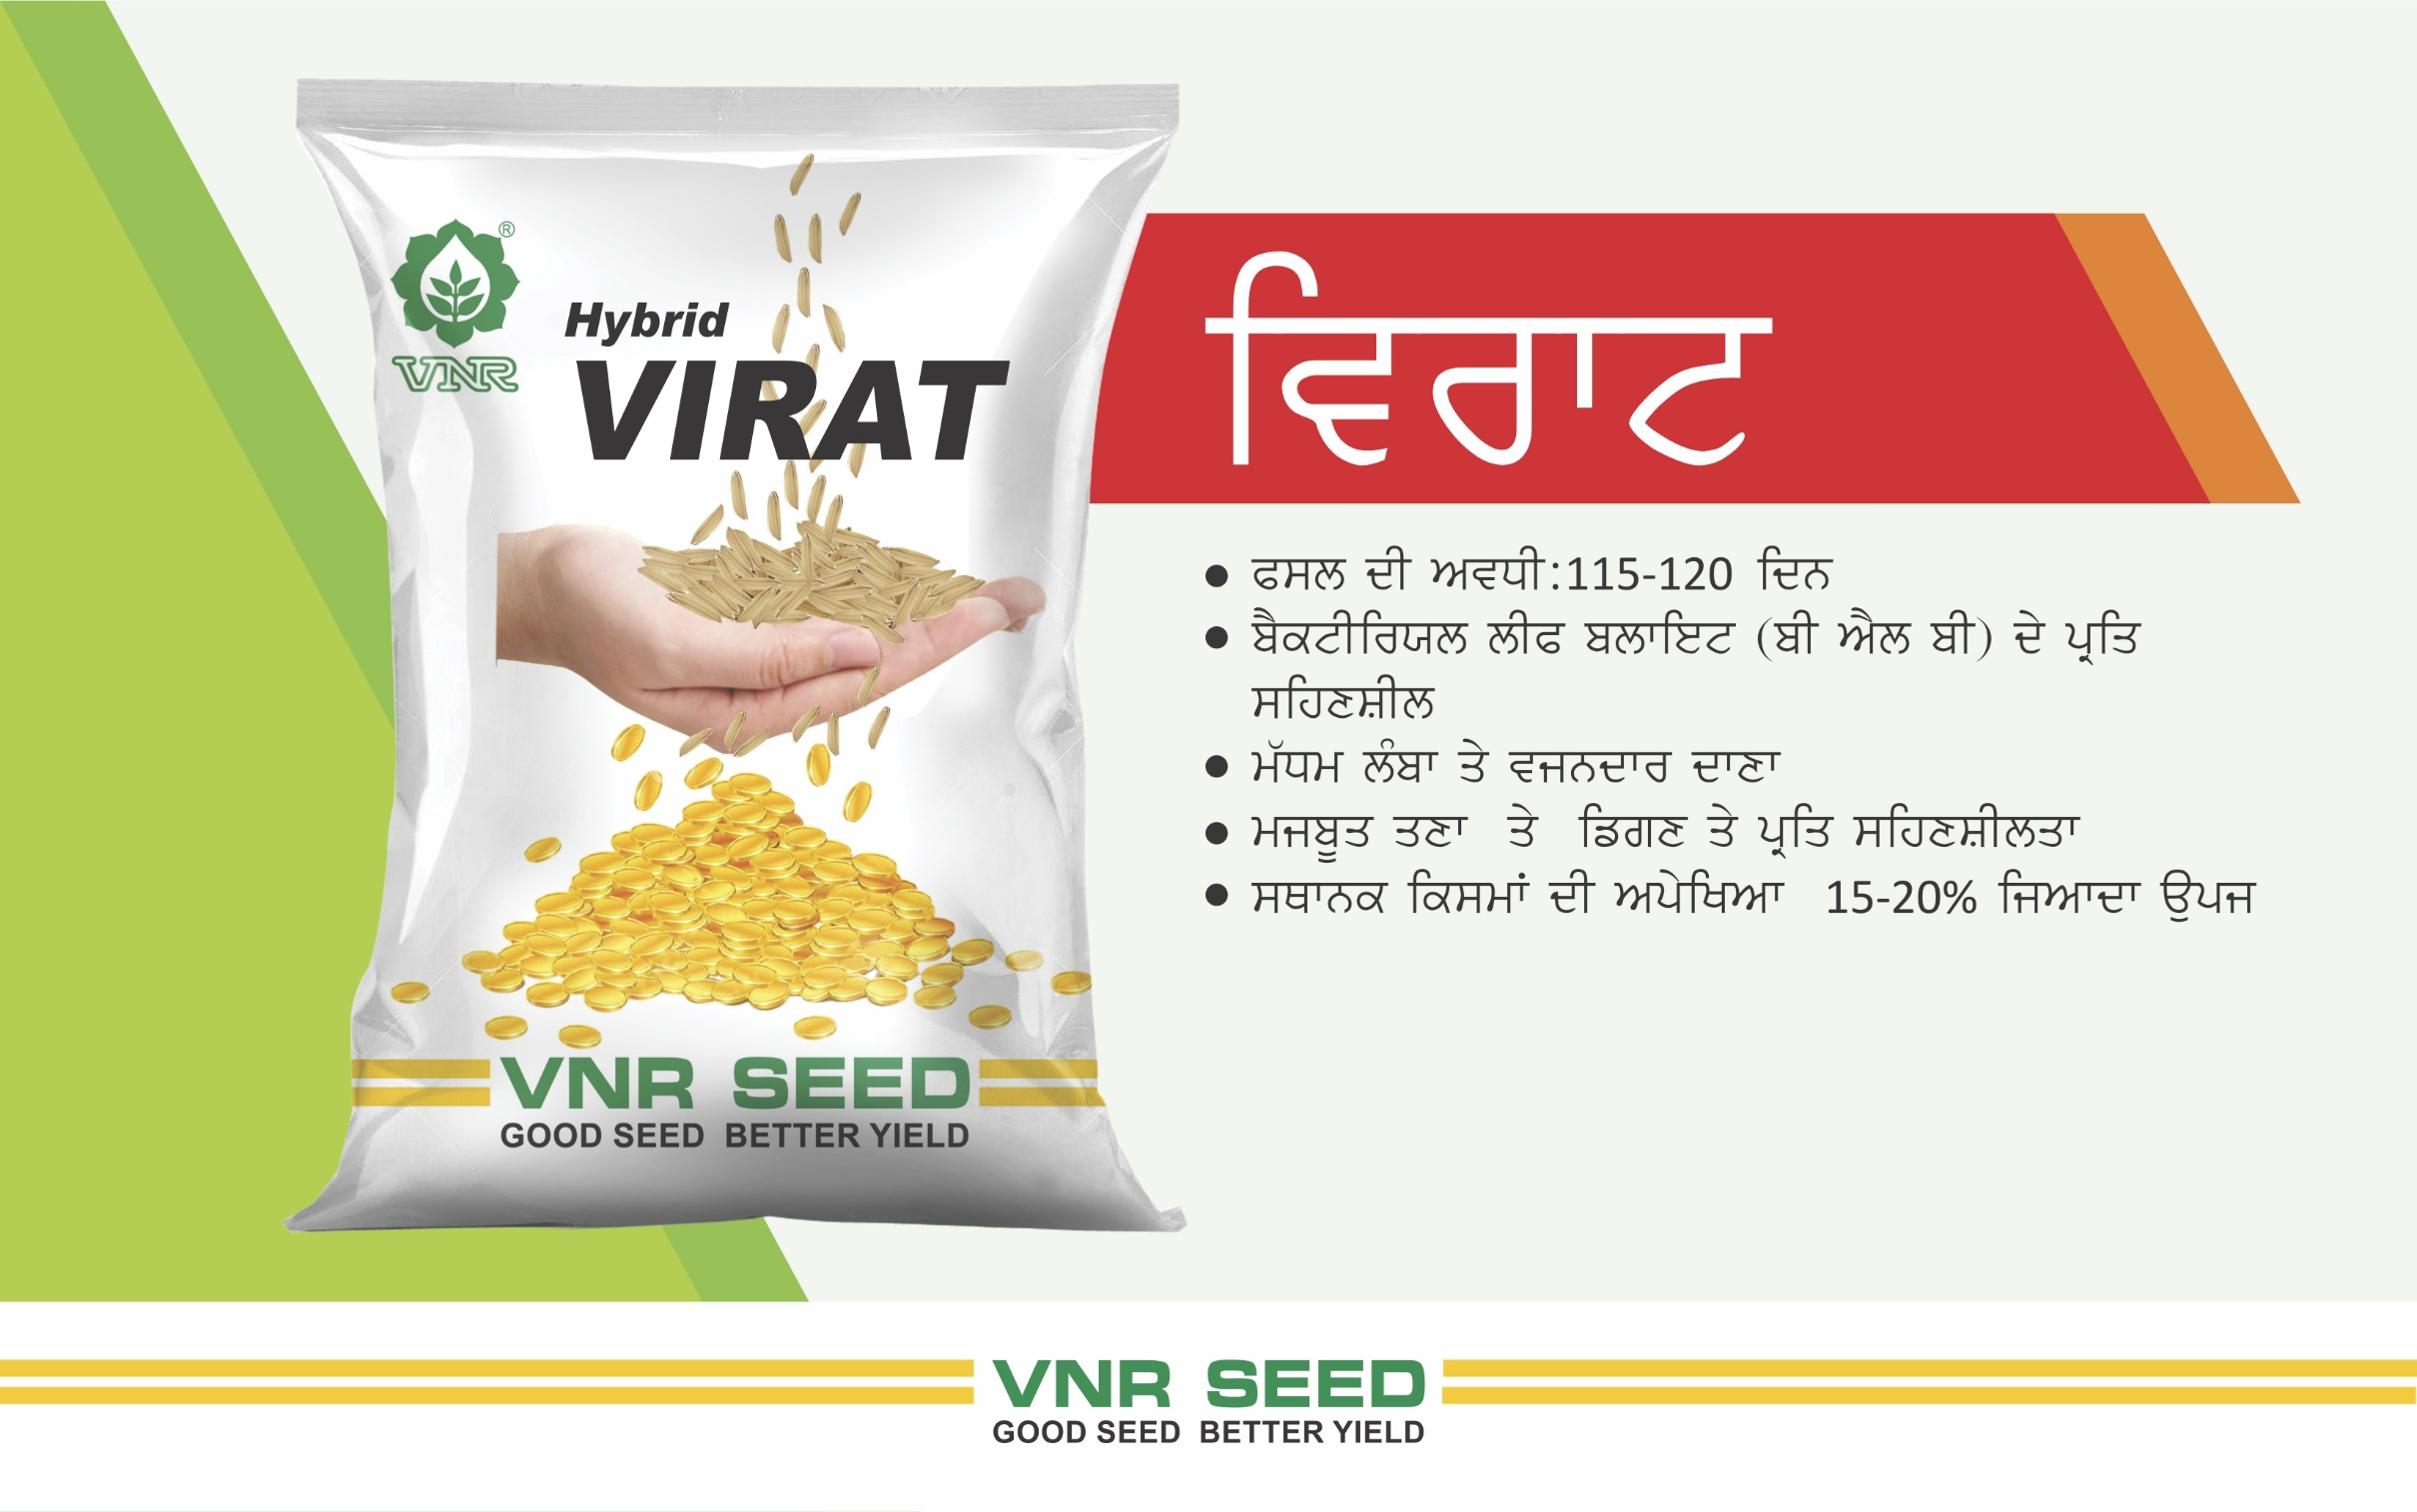 ®
VNR
Hybrid
VIRAT
VNR SEED
GOOD SEED BETTER YIELD
ਵਿਰਾਟ
• ਫਸਲ ਦੀ ਅਵਧੀ:115-120 ਦਿਨ
• ਬੈਕਟੀਰਿਯਲ ਲੀਫ ਬਲਾਇਟ (ਬੀ ਐਲ ਬੀ) ਦੇ ਪ੍ਰਤਿ
ਸਹਿਣਸ਼ੀਲ
• ਮੱਧਮ ਲੰਬਾ ਤੇ ਵਜਨਦਾਰ ਦਾਣਾ
• ਮਜਬੂਤ ਤਣਾ ਤੇ ਡਿਗਣ ਤੇ ਪ੍ਰਤਿ ਸਹਿਣਸ਼ੀਲਤਾ
• ਸਥਾਨਕ ਕਿਸਮਾਂ ਦੀ ਅਪੇਖਿਆ 15-20% ਜਿਆਦਾ ਉਪਜ
VNR SEED
GOOD SEED BETTER YIELD